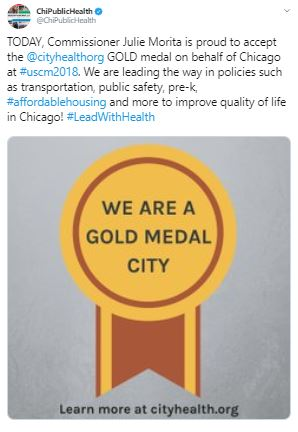 ChiPublicHealth
@ChiPublicHealth
TODAY, Commissioner Julie Morita is proud to accept
the @cityhealthorg GOLD medal on behalf of Chicago
at #uscm2018. We are leading the way in policies such
as transportation, public safety, pre-k,
#affordablehousing and more to improve quality of life
in Chicago! #LeadWithHealth
WE ARE A
GOLD MEDAL
CITY
Learn more at cityhealth.org